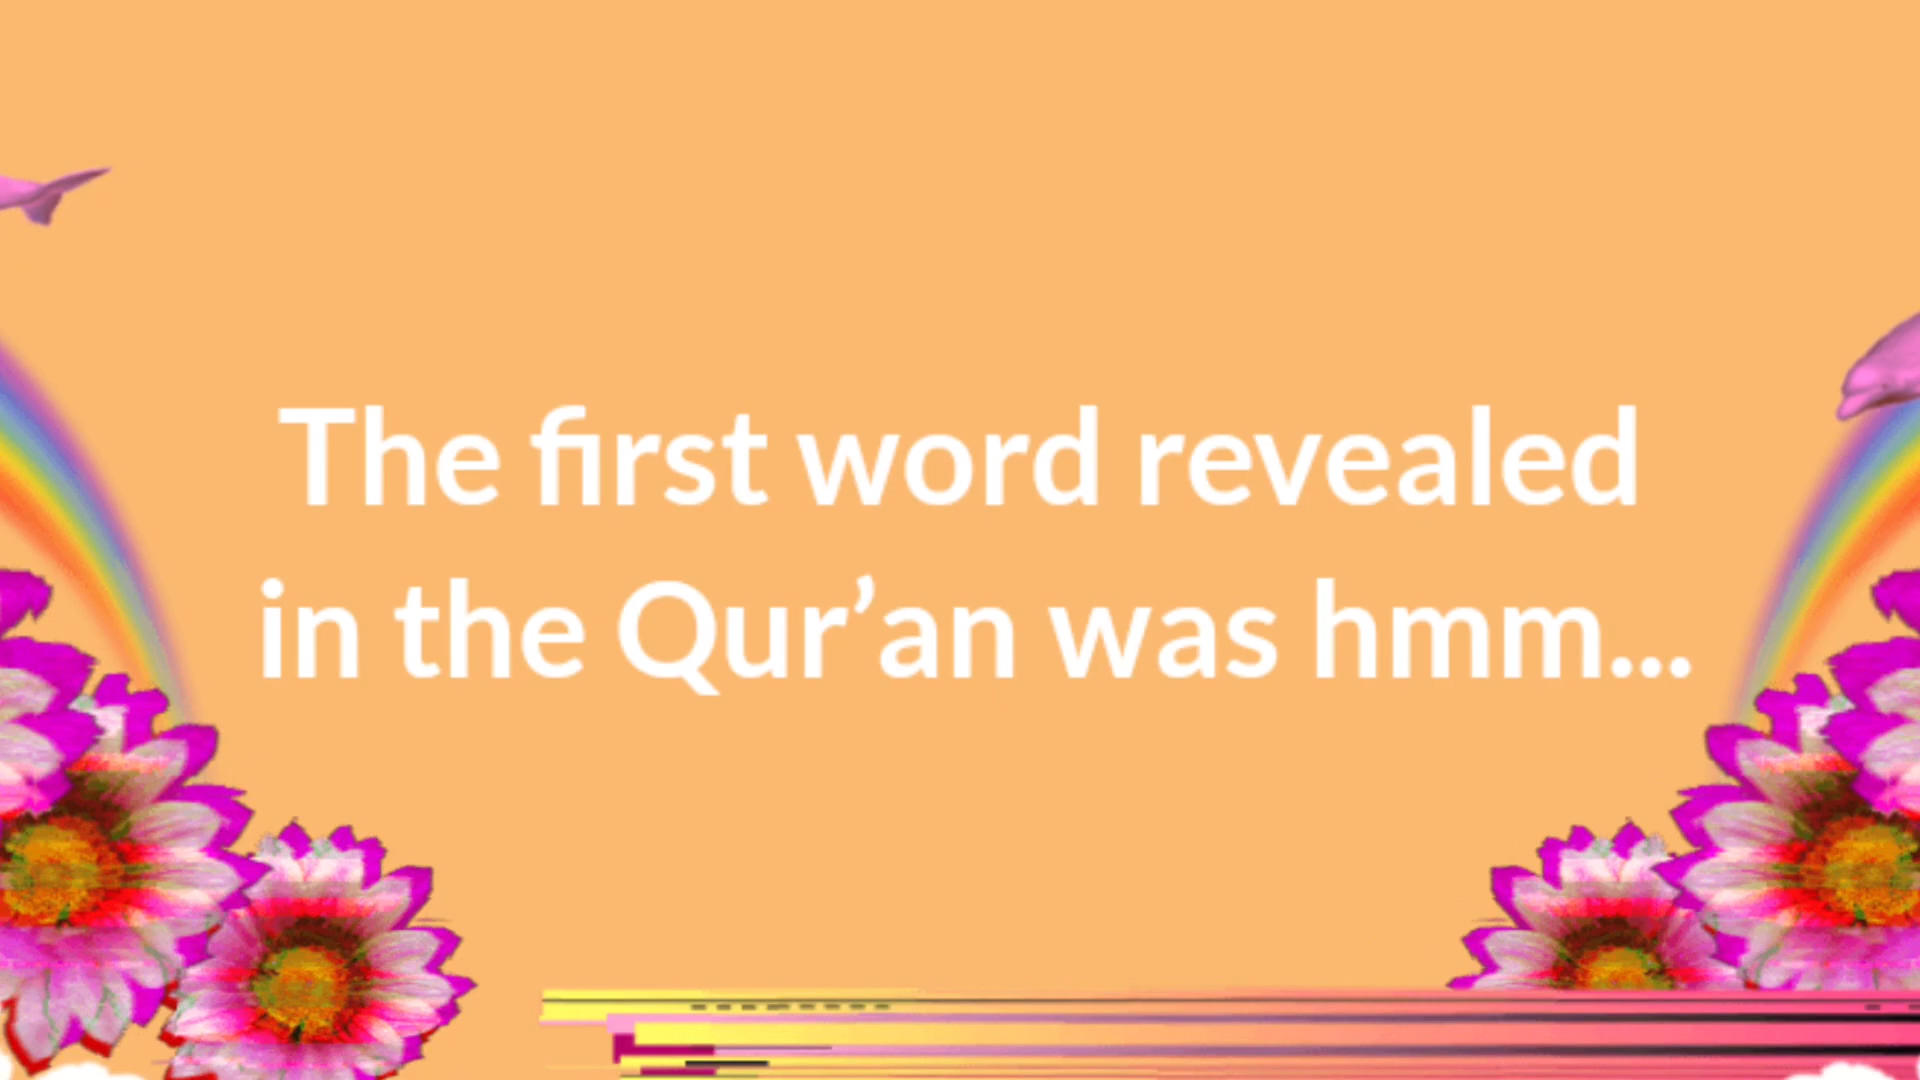 The first word revealed
in the Qur’an was hmm...